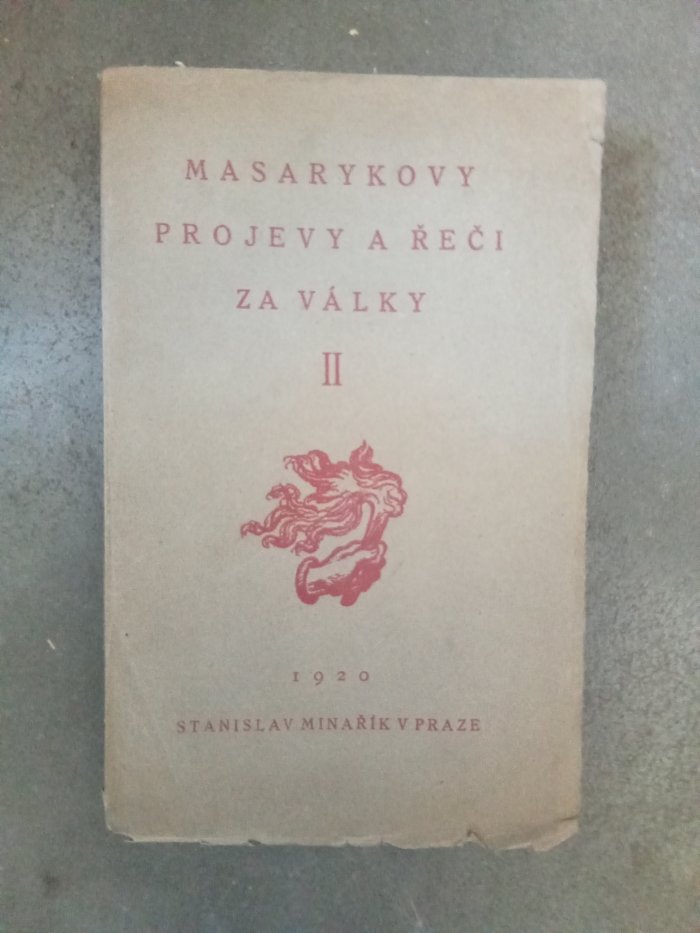 MASARYKOVY
PROJEVY A ŘEČI
ZA VÁLKY
II
1920
STANISLAV MINAŘÍK V PRAZE